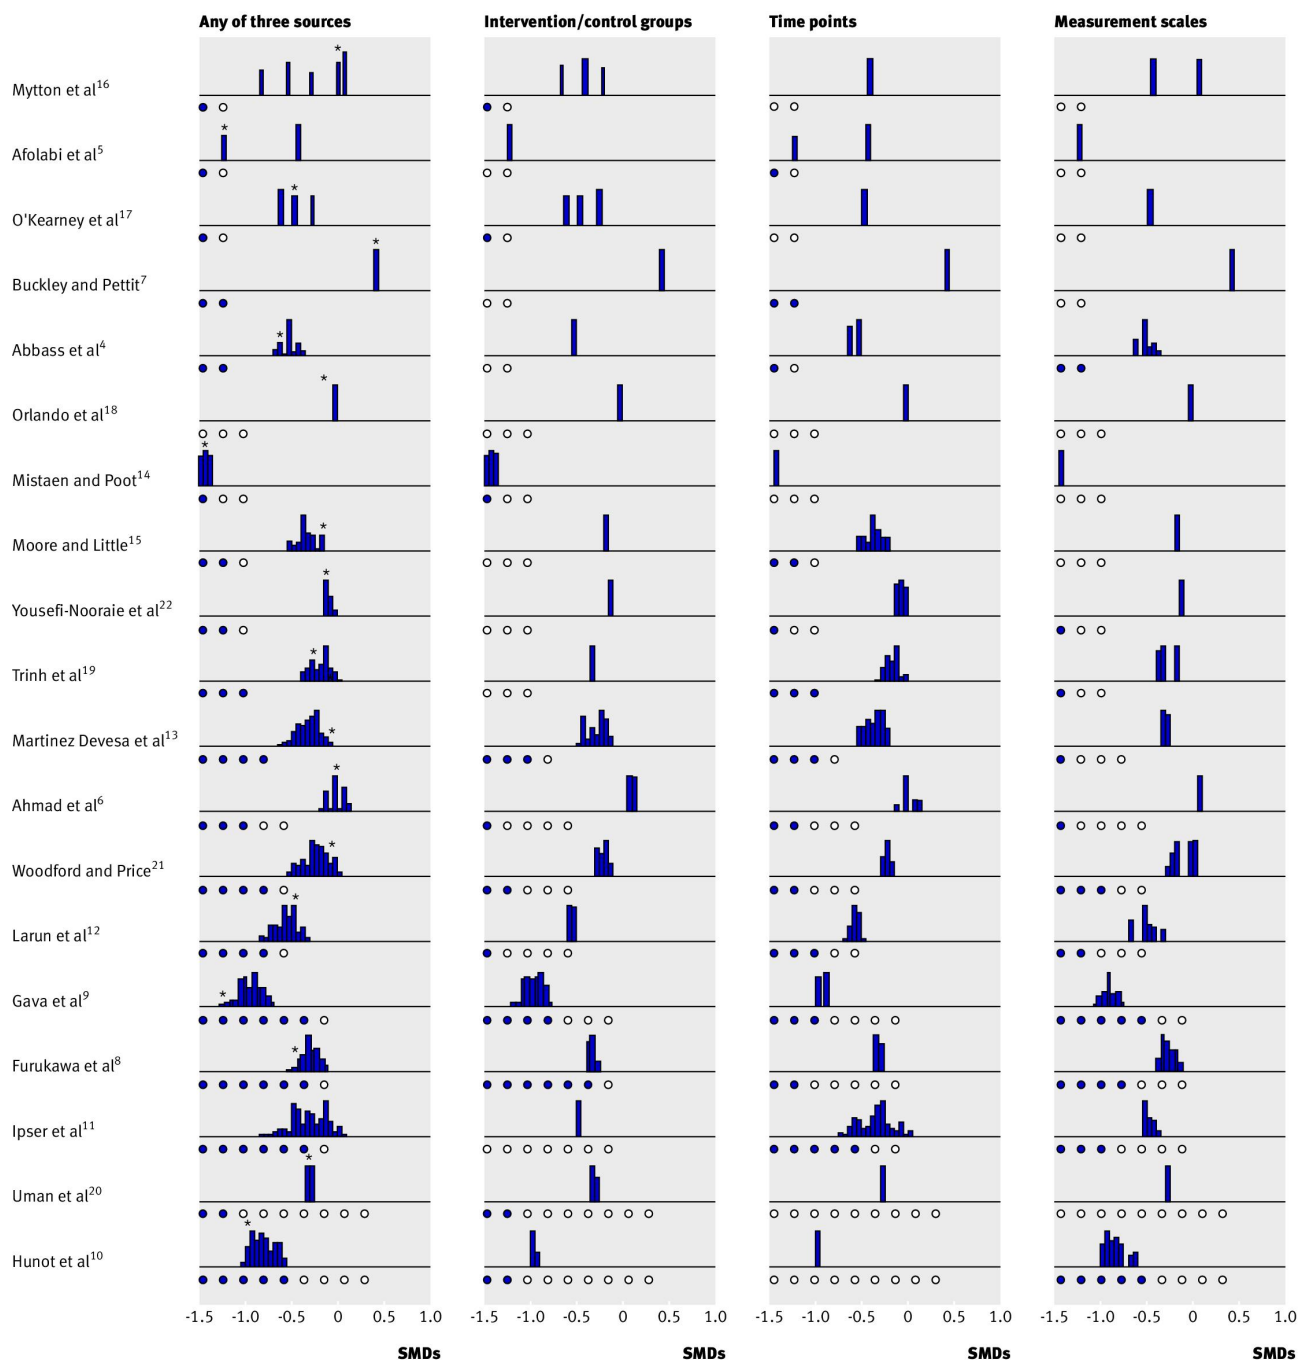 Any of three sources Intervention/control groups Time points Measurement scales
Mytton et al16
Afolabi et al5
O'Kearney et al17
Buckley and Pettit7
Abbass et al4
Orlando et al18
Mistaen and Poot14
Moore and Little15
Yousefi-Nooraie et al22
Trinh et al19
Martinez Devesa et al13
Ahmad et al6
Woodford and Price21
Larun et al12
Gava et al9
Furukawa et al8
Ipser et al11
Uman et al20
Hunot et al10
-1.5 -1.0 -0.5 0 0.5 1.0 -1.5 -1.0 -0.5 0 0.5 1.0 -1.5 -1.0 -0.5 0 0.5 1.0 -1.5 -1.0 -0.5 0 0.5 1.0
SMDs SMDs SMDs SMDs